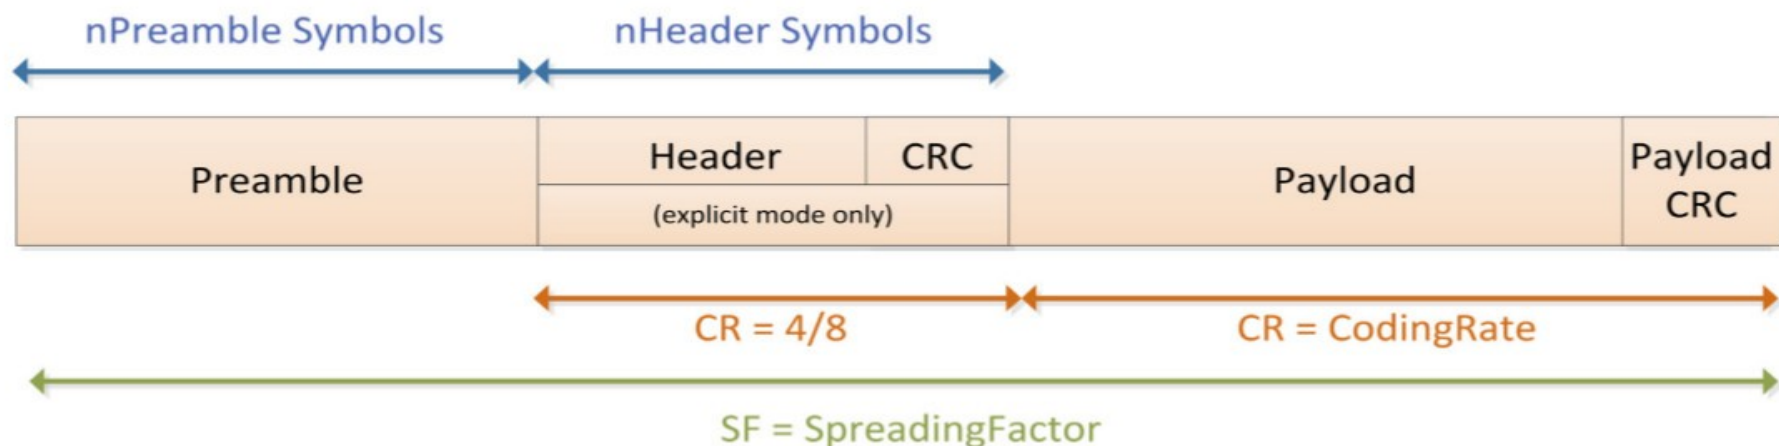 nPreamble Symbols
nHeader Symbols
Preamble
Header
CRC
(explicit mode only)
Payload
Payload
CRC
CR = 4/8
CR = CodingRate
SF = SpreadingFactor